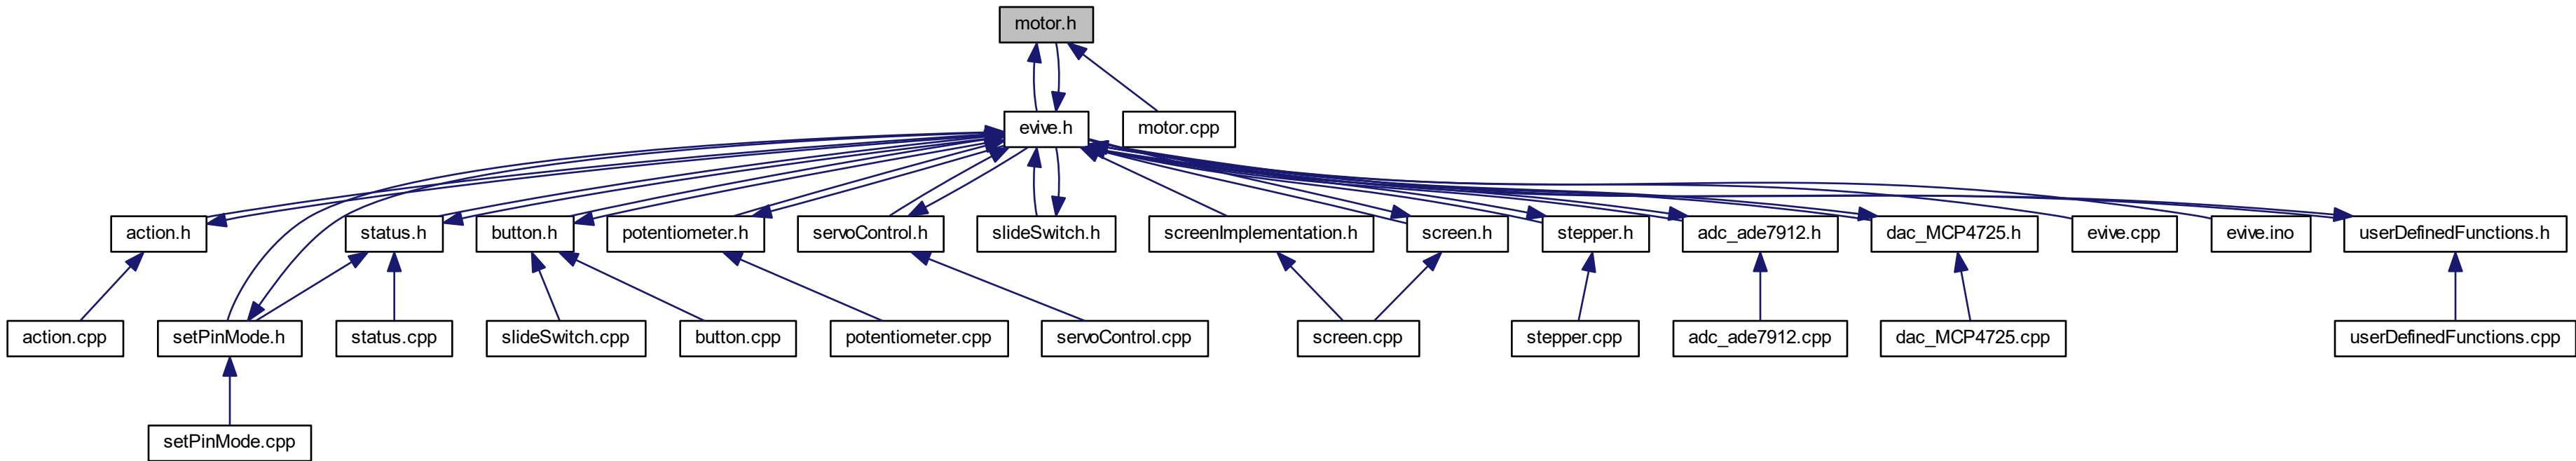 motor.h
evive.h
motor.cpp
action.h
status.h
button.h
potentiometer.h
servoControl.h
slideSwitch.h
screenImplementation.h
screen.h
stepper.h
adc_ade7912.h
dac_MCP4725.h
evive.cpp
evive.ino
userDefinedFunctions.h
action.cpp
setPinMode.h
status.cpp
slideSwitch.cpp
button.cpp
potentiometer.cpp
servoControl.cpp
screen.cpp
stepper.cpp
adc_ade7912.cpp
dac_MCP4725.cpp
userDefinedFunctions.cpp
setPinMode.cpp